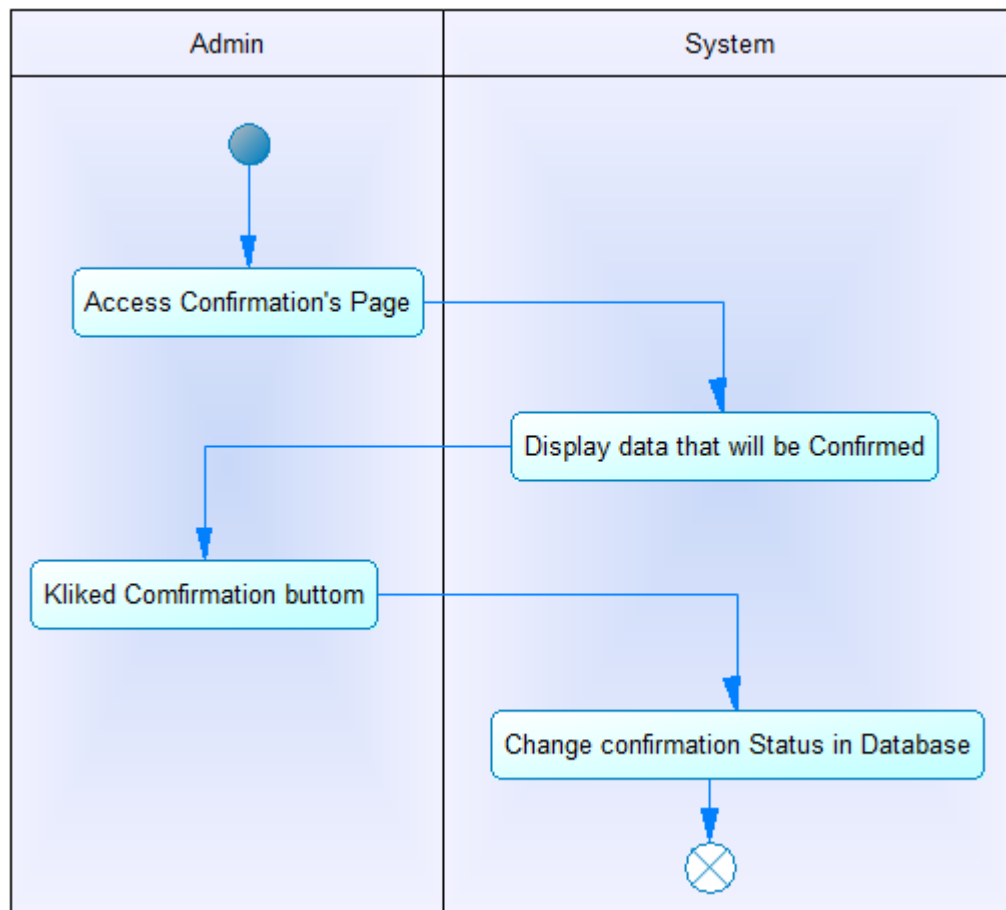 Admin
System
Access Confirmation's Page
Display data that will be Confirmed
Kliked Comfirmation buttom
Change confirmation Status in Database